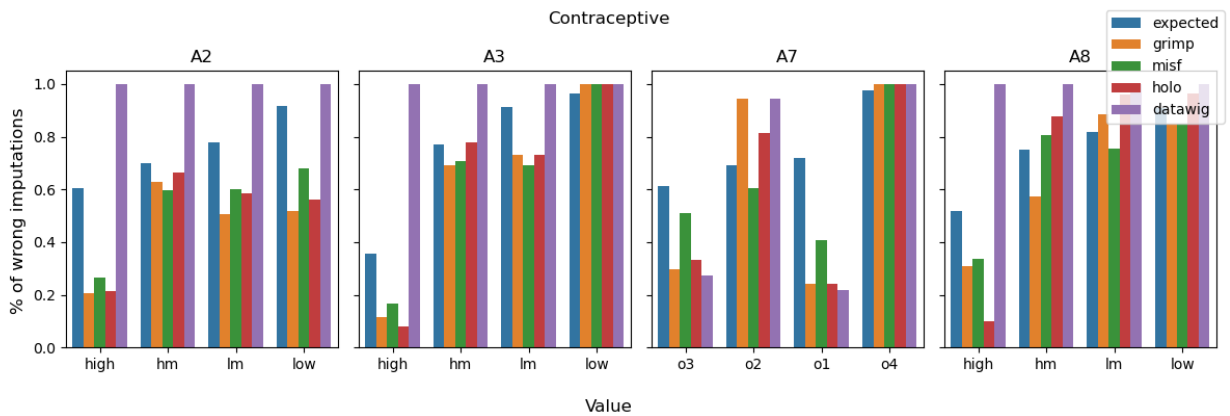 Contraceptive
expected
grimp
misf
holo
datawig
A2
A3
A7
A8
% of wrong imputations
1.0
0.8
0.6
0.4
0.2
0.0
high hm lm low
high hm lm low
o3 o2 o1 o4
high hm lm low
Value